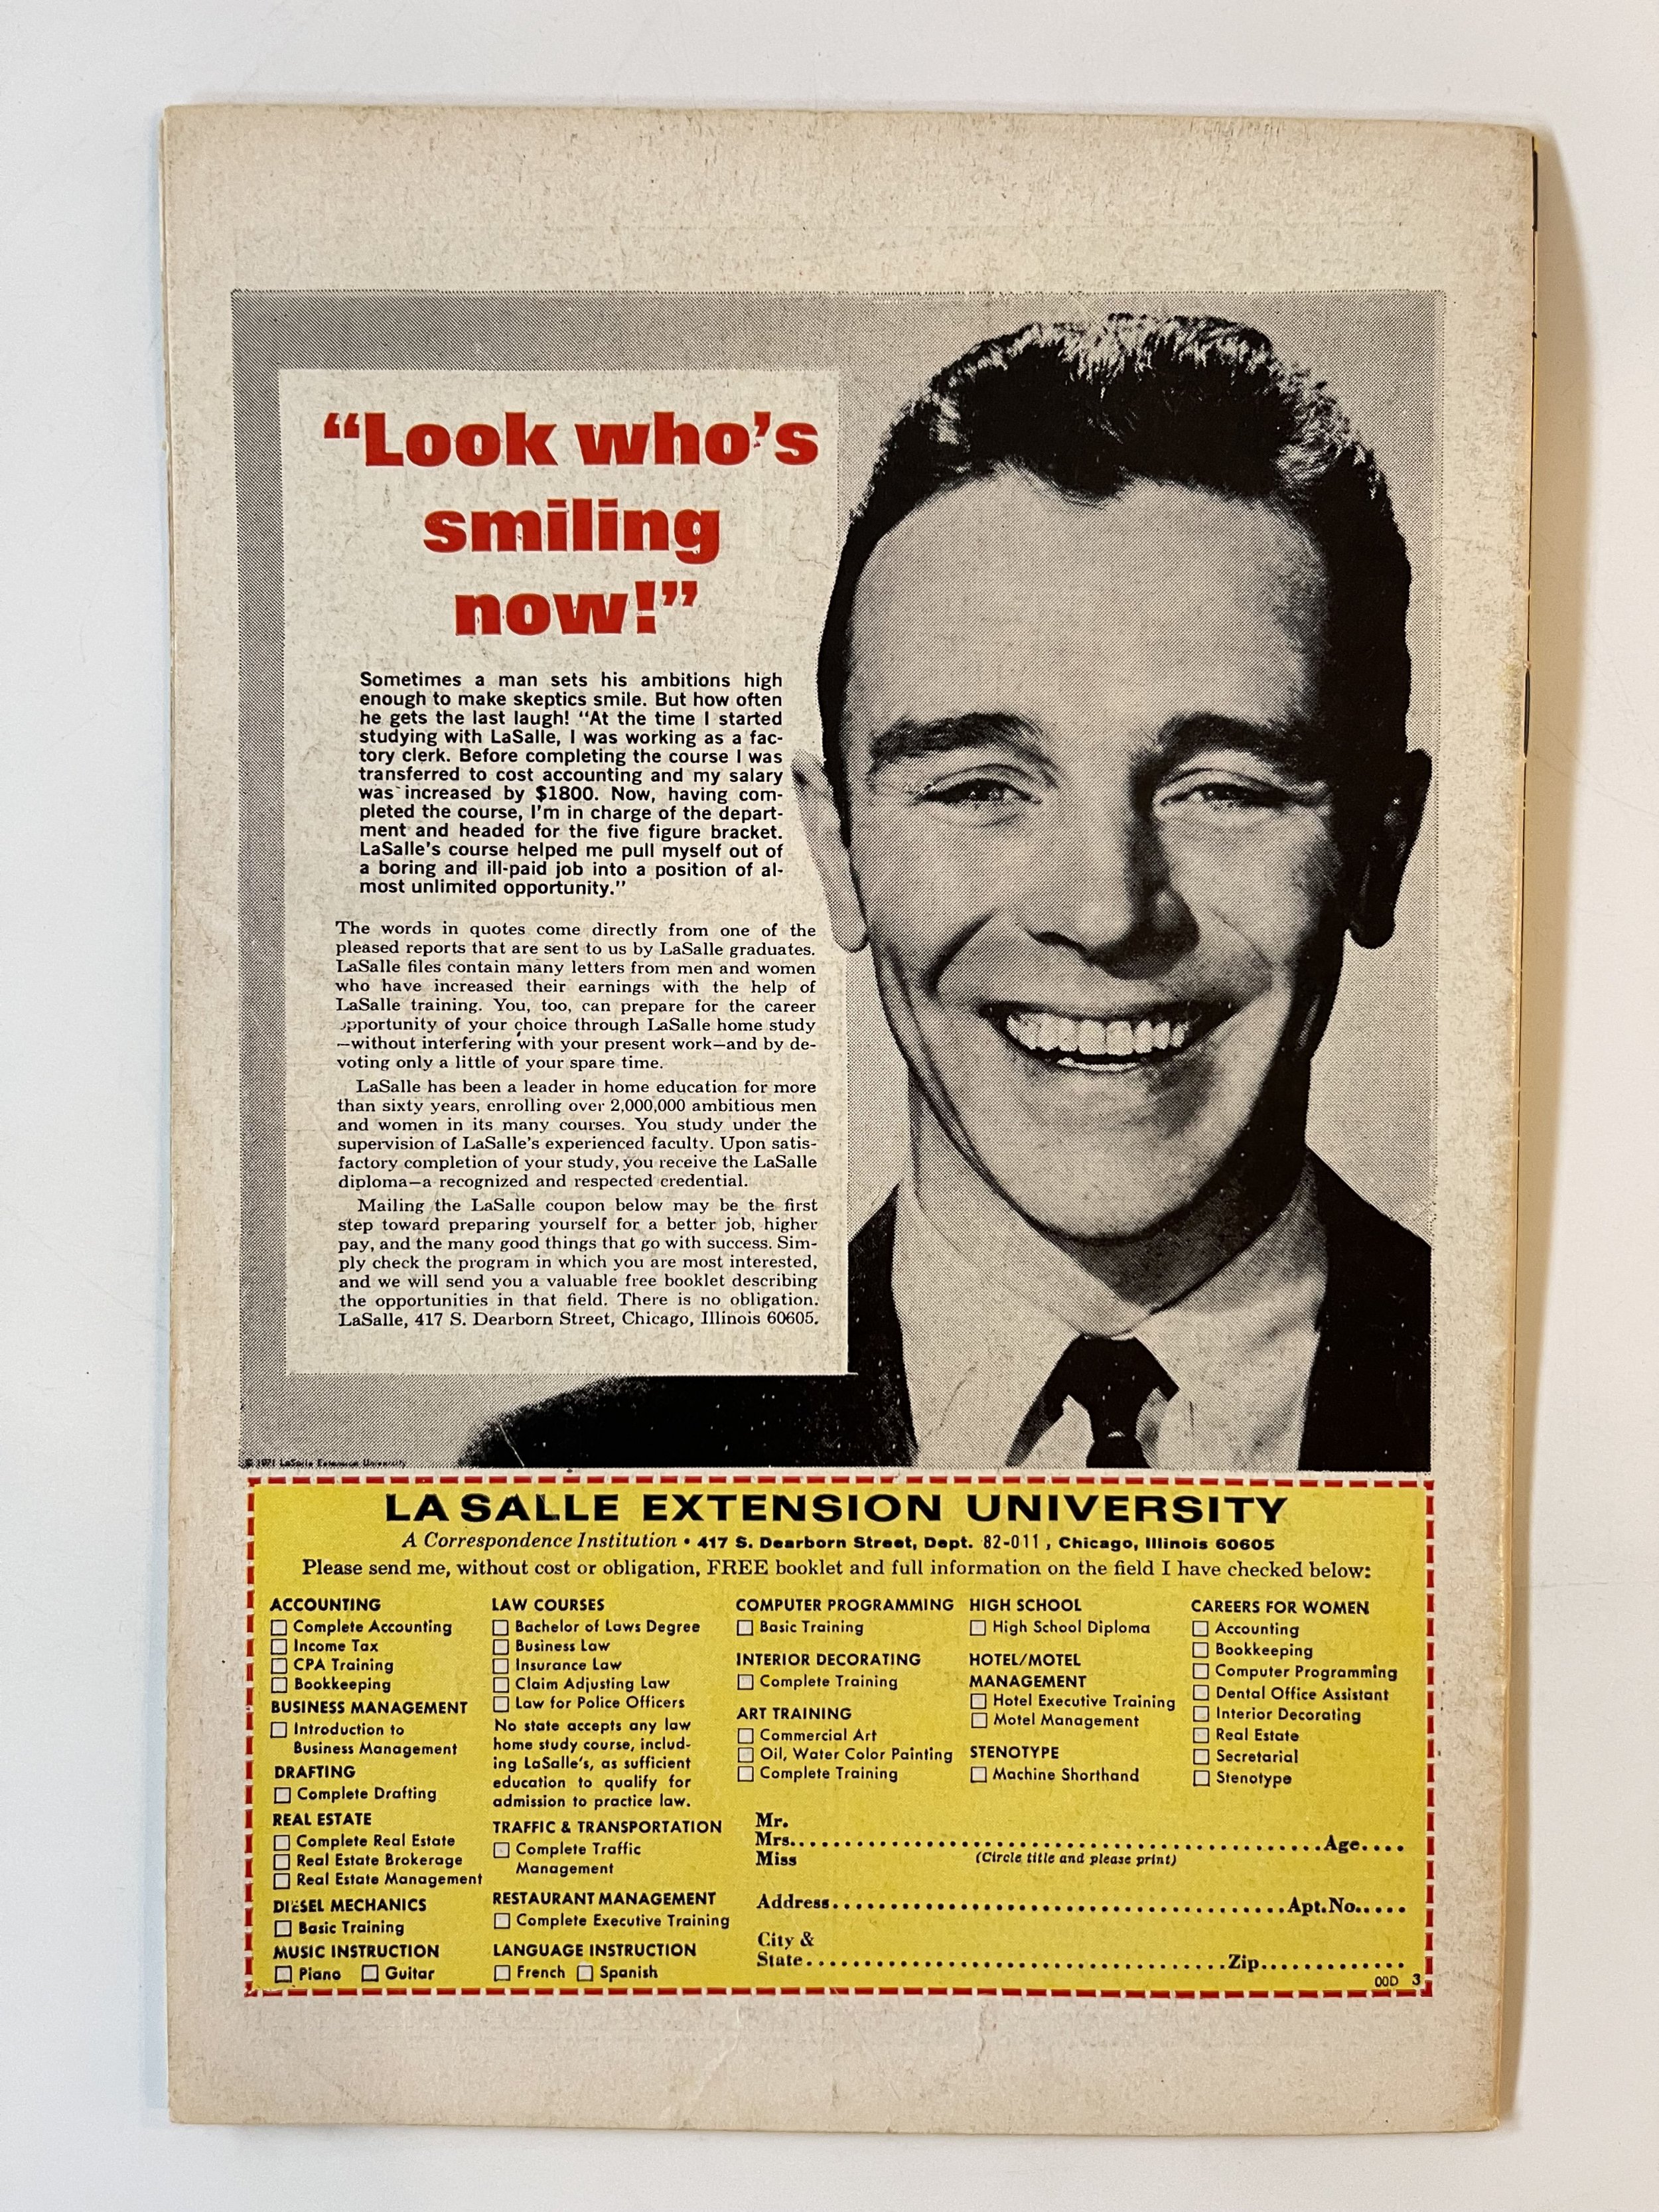 “Look who’s
smiling
now!”
Sometimes a man sets his ambitions high
enough to make skeptics smile. But how often
he gets the last laugh! “At the time I started
studying with LaSalle, I was working as a fac-
tory clerk. Before completing the course I was
transferred to cost accounting and my salary
was increased by $1800. Now, having com-
pleted the course, I’m in charge of the depart-
ment and headed for the five figure bracket.
LaSalle’s course helped me pull myself out of
a boring and ill-paid job into a position of al-
most unlimited opportunity.”
The words in quotes come directly from one of the
pleased reports that are sent to us by LaSalle graduates.
LaSalle files contain many letters from men and women
who have increased their earnings with the help of
LaSalle training. You, too, can prepare for the career
opportunity of your choice through LaSalle home study
—without interfering with your present work—and by de-
voting only a little of your spare time.
LaSalle has been a leader in home education for more
than sixty years, enrolling over 2,000,000 ambitious men
and women in its many courses. You study under the
supervision of LaSalle’s experienced faculty. Upon satis-
factory completion of your study, you receive the LaSalle
diploma—a recognized and respected credential.
Mailing the LaSalle coupon below may be the first
step toward preparing yourself for a better job, higher
pay, and the many good things that go with success. Sim-
ply check the program in which you are most interested,
and we will send you a valuable free booklet describing
the opportunities in that field. There is no obligation.
LaSalle, 417 S. Dearborn Street, Chicago, Illinois 60605.
© 1971 LaSalle Extension University
LA SALLE EXTENSION UNIVERSITY
A Correspondence Institution • 417 S. Dearborn Street, Dept. 82-011, Chicago, Illinois 60605
Please send me, without cost or obligation, FREE booklet and full information on the field I have checked below:
ACCOUNTING
Complete Accounting
Income Tax
CPA Training
Bookkeeping
BUSINESS MANAGEMENT
Introduction to
Business Management
DRAFTING
Complete Drafting
REAL ESTATE
Complete Real Estate
Real Estate Brokerage
Real Estate Management
DIESEL MECHANICS
Basic Training
MUSIC INSTRUCTION
Piano Guitar
LAW COURSES
Bachelor of Laws Degree
Business Law
Insurance Law
Claim Adjusting Law
Law for Police Officers
No state accepts any law
home study course, includ-
ing LaSalle’s, as sufficient
education to qualify for
admission to practice law.
TRAFFIC & TRANSPORTATION
Complete Traffic
Management
RESTAURANT MANAGEMENT
Complete Executive Training
LANGUAGE INSTRUCTION
French Spanish
COMPUTER PROGRAMMING
Basic Training
INTERIOR DECORATING
Complete Training
ART TRAINING
Commercial Art
Oil, Water Color Painting
Complete Training
HIGH SCHOOL
High School Diploma
HOTEL/MOTEL
MANAGEMENT
Hotel Executive Training
Motel Management
STENOTYPE
Machine Shorthand
CAREERS FOR WOMEN
Accounting
Bookkeeping
Computer Programming
Dental Office Assistant
Interior Decorating
Real Estate
Secretarial
Stenotype
Mr.
Mrs. Age
Miss (Circle title and please print)
Address Apt.No.
City &
State Zip
00D 3